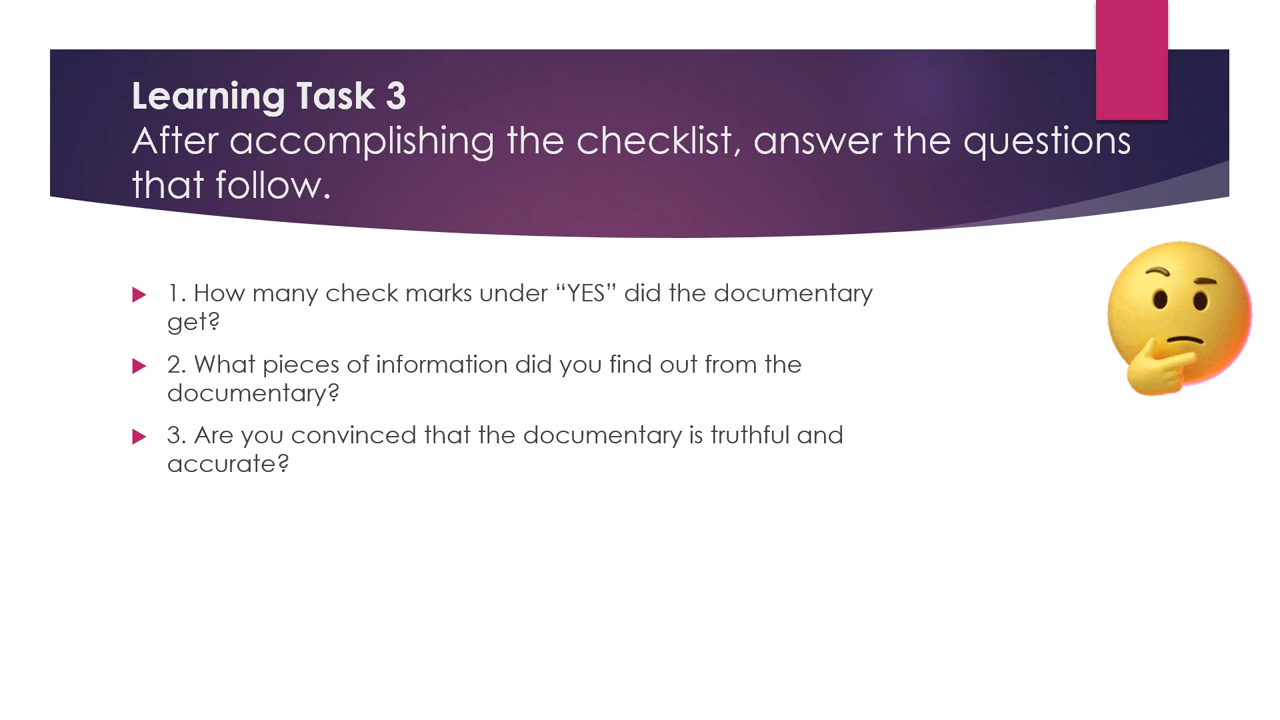 Learning Task 3
After accomplishing the checklist, answer the questions
that follow.
1. How many check marks under “YES” did the documentary
get?
2. What pieces of information did you find out from the
documentary?
3. Are you convinced that the documentary is truthful and
accurate?